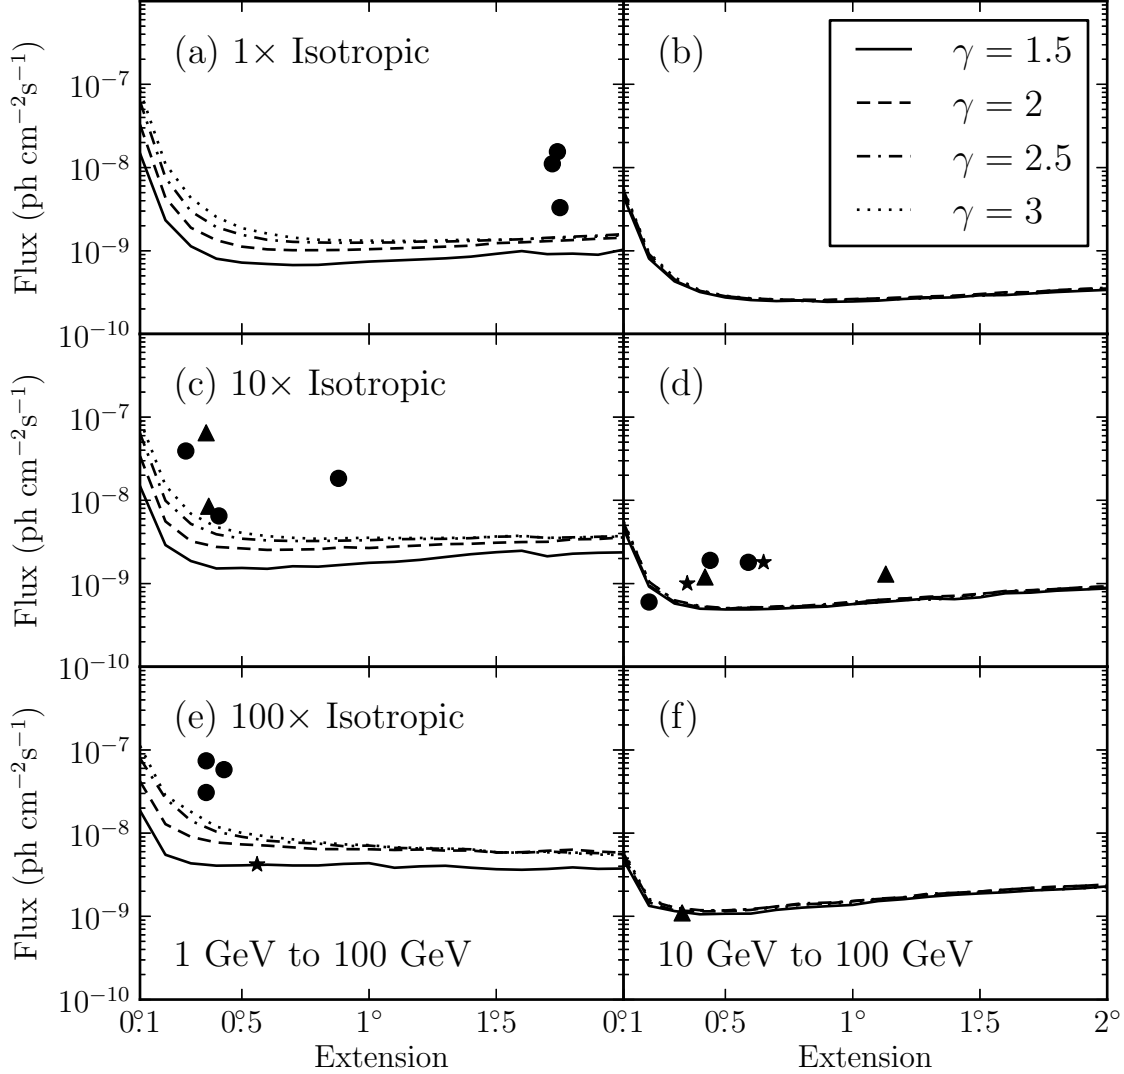 (a) 1× Isotropic
(b)
γ = 1.5
γ = 2
γ = 2.5
γ = 3
Flux (ph cm⁻²s⁻¹)
10⁻⁷
10⁻⁸
10⁻⁹
10⁻¹⁰
(c) 10× Isotropic
(d)
Flux (ph cm⁻²s⁻¹)
10⁻⁷
10⁻⁸
10⁻⁹
10⁻¹⁰
(e) 100× Isotropic
(f)
Flux (ph cm⁻²s⁻¹)
10⁻⁷
10⁻⁸
10⁻⁹
10⁻¹⁰
1 GeV to 100 GeV
10 GeV to 100 GeV
0.°1 0.°5 1° 1.°5 0.°1 0.°5 1° 1.°5 2°
Extension
Extension